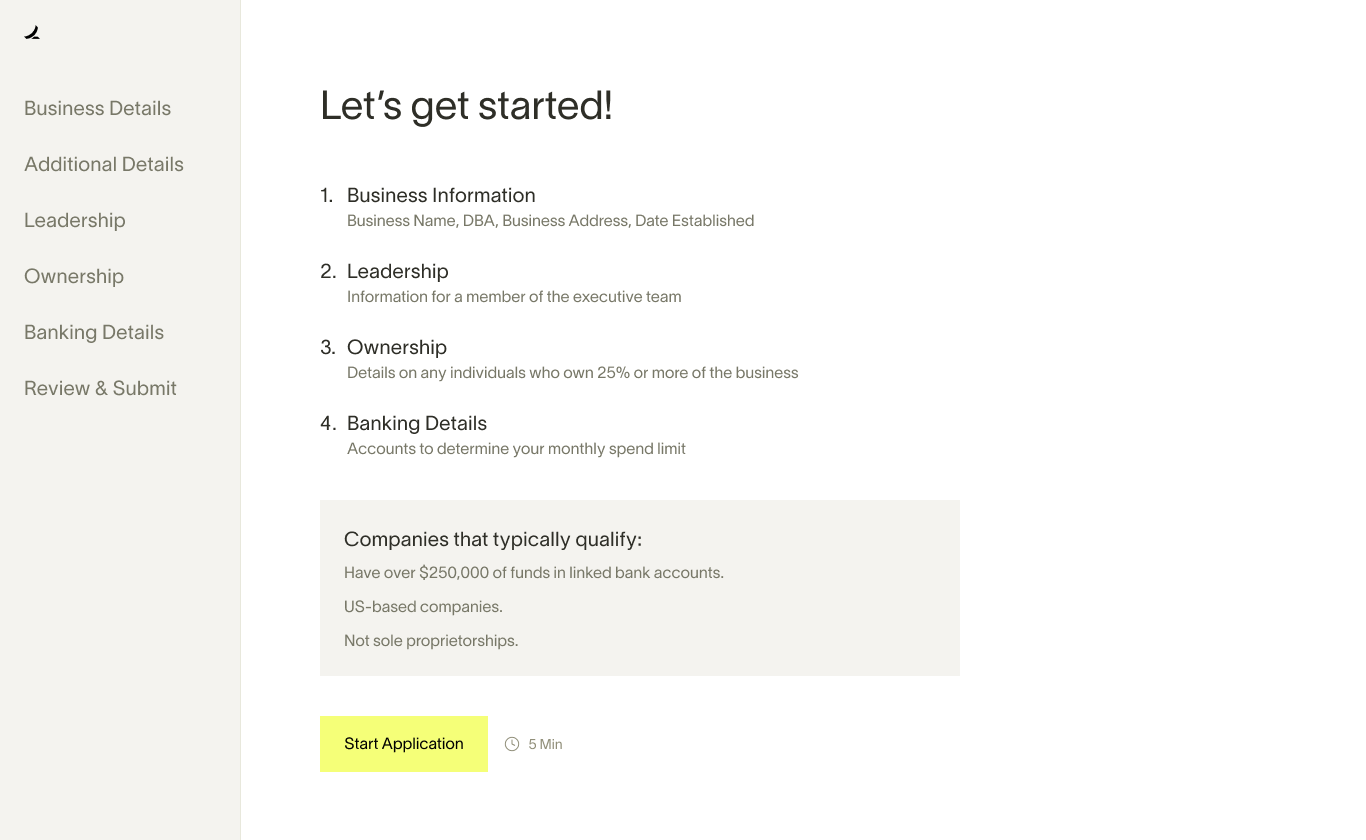 Business Details
Additional Details
Leadership
Ownership
Banking Details
Review & Submit
Let’s get started!
1. Business Information
Business Name, DBA, Business Address, Date Established
2. Leadership
Information for a member of the executive team
3. Ownership
Details on any individuals who own 25% or more of the business
4. Banking Details
Accounts to determine your monthly spend limit
Companies that typically qualify:
Have over $250,000 of funds in linked bank accounts.
US-based companies.
Not sole proprietorships.
Start Application
5 Min